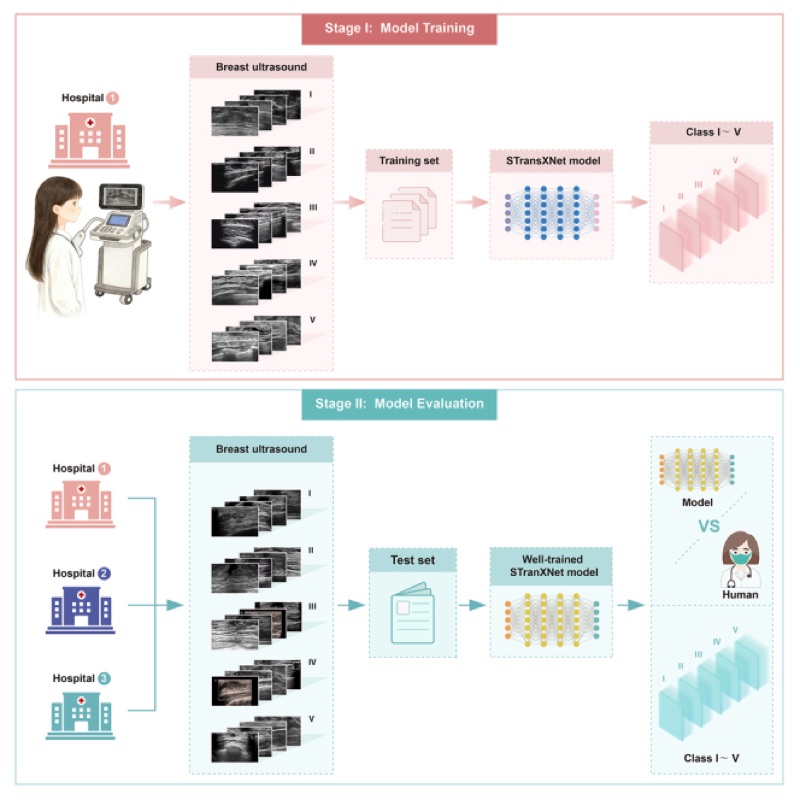 Stage I: Model Training
Breast ultrasound
Hospital 1
I
II
III
IV
V
Training set
STransXNet model
Class I~ V
I
II
III
IV
V
Stage II: Model Evaluation
Hospital 1
Hospital 2
Hospital 3
Breast ultrasound
I
II
III
IV
V
Test set
Well-trained
STranXNet model
Model
VS
Human
I
II
III
IV
V
Class I~ V